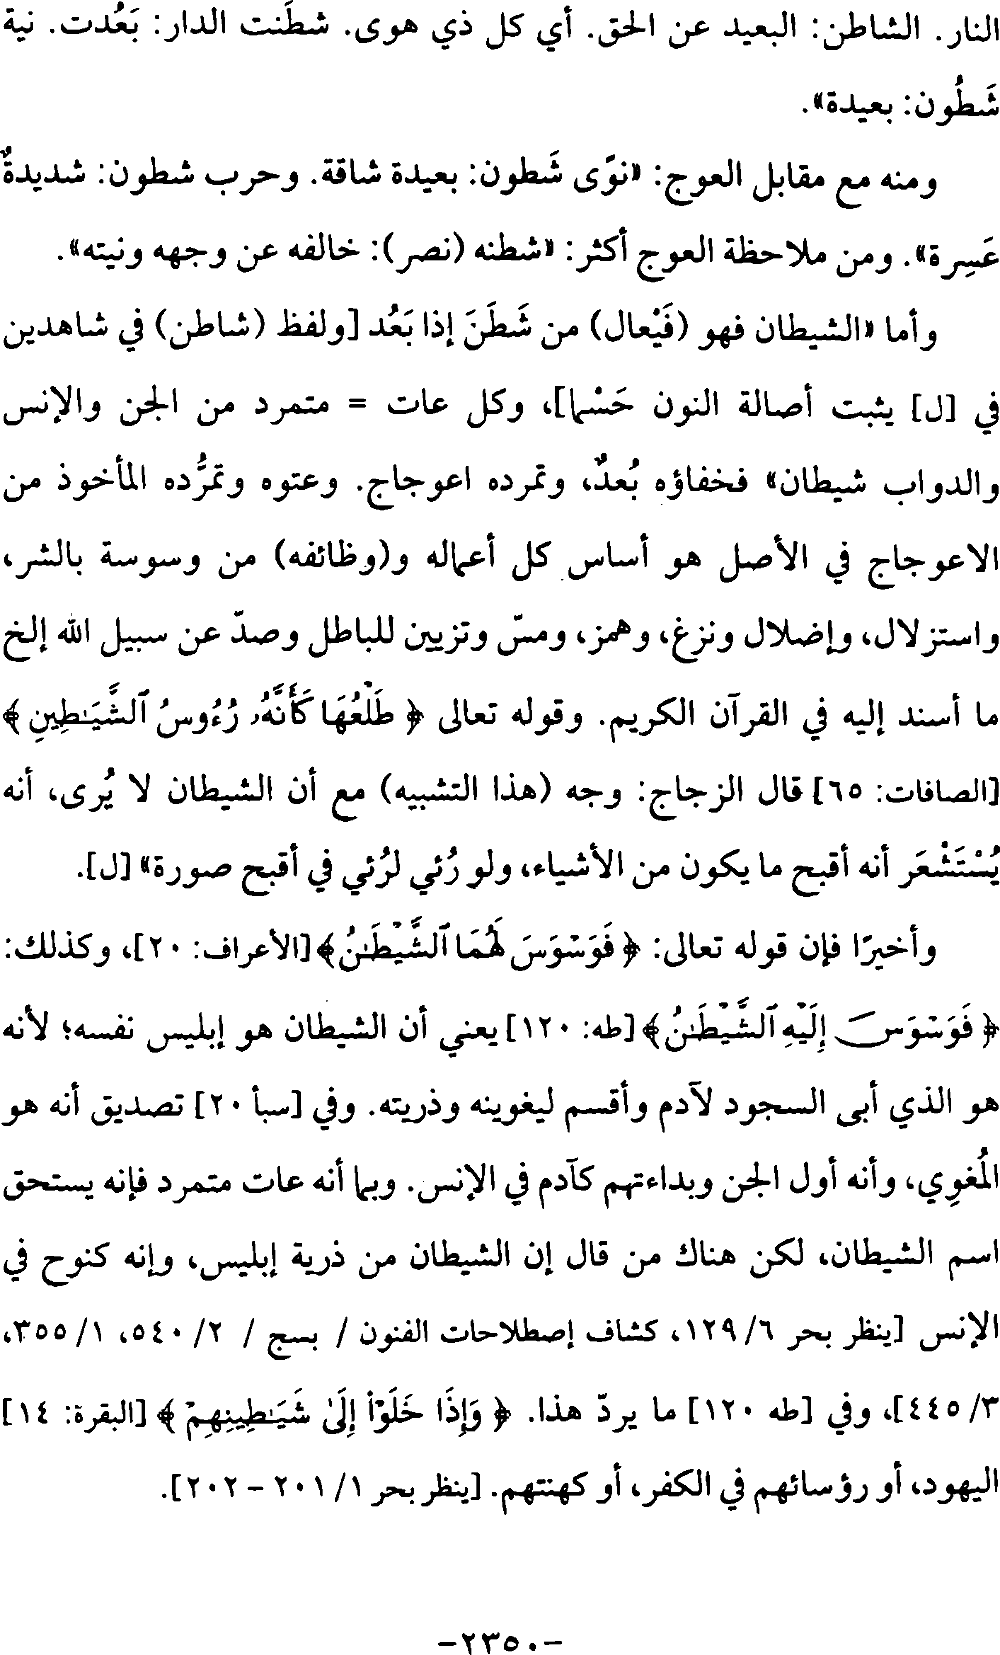 النار. الشاطن: البعيد عن الحق. أي كل ذي هوى. شطَنت الدار: بَعُدت. نية
شَطُون: بعيدة».
ومنه مع مقابل العوج: «نوًى شَطون: بعيدة شاقة. وحرب شطون: شديدةٌ
عَسِرة». ومن ملاحظة العوج أكثر: «شطنه (نصر): خالفه عن وجهه ونيته».
وأما «الشيطان فهو (فَيْعال) من شَطَنَ إذا بَعُد [ولفظ (شاطن) في شاهدين
في [ل] يثبت أصالة النون حَسْما]، وكل عات = متمرد من الجن والإنس
والدواب شيطان» فخفاؤه بُعدٌ، وتمرده اعوجاج. وعتوه وتمرُّده المأخوذ من
الاعوجاج في الأصل هو أساس كل أعماله و(وظائفه) من وسوسة بالشر،
واستزلال، وإضلال ونزغ، وهمز، ومسّ وتزيين للباطل وصدّ عن سبيل الله إلخ
ما أسند إليه في القرآن الكريم. وقوله تعالى ﴿طَلْعُهَا كَأَنَّهُۥ رُءُوسُ ٱلشَّيَـٰطِينِ﴾
[الصافات: ٦٥] قال الزجاج: وجه (هذا التشبيه) مع أن الشيطان لا يُرى، أنه
يُسْتَشْعَر أنه أقبح ما يكون من الأشياء، ولو رُئي لرُئي في أقبح صورة» [ل].
وأخيرًا فإن قوله تعالى: ﴿فَوَسْوَسَ لَهُمَا ٱلشَّيْطَـٰنُ﴾ [الأعراف: ٢٠]، وكذلك:
﴿فَوَسْوَسَ إِلَيْهِ ٱلشَّيْطَـٰنُ﴾ [طه: ١٢٠] يعني أن الشيطان هو إبليس نفسه؛ لأنه
هو الذي أبى السجود لآدم وأقسم ليغوينه وذريته. وفي [سبأ ٢٠] تصديق أنه هو
المُغوِي، وأنه أول الجن وبداءتهم كآدم في الإنس. وبما أنه عات متمرد فإنه يستحق
اسم الشيطان، لكن هناك من قال إن الشيطان من ذرية إبليس، وإنه كنوح في
الإنس [ينظر بحر ٦/ ١٢٩، كشاف إصطلاحات الفنون / بسج / ٢/ ٥٤٠، ١/ ٣٥٥،
٣/ ٤٤٥]، وفي [طه ١٢٠] ما يردّ هذا. ﴿وَإِذَا خَلَوْا۟ إِلَىٰ شَيَـٰطِينِهِمْ﴾ [البقرة: ١٤]
اليهود، أو رؤسائهم في الكفر، أو كهنتهم. [ينظر بحر ١/ ٢٠١ – ٢٠٢].
-٢٣٥٠-